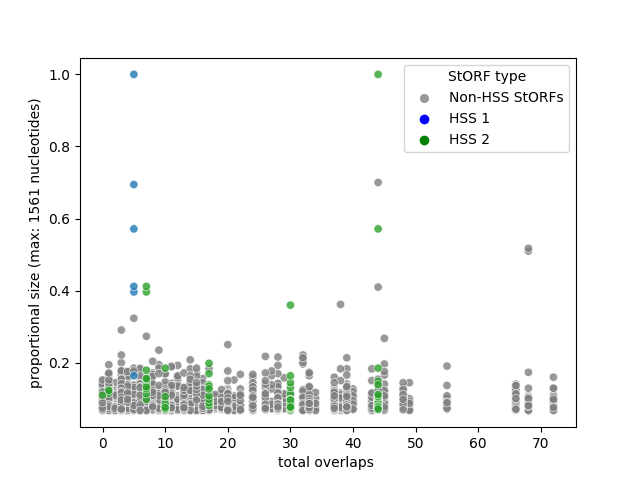 1.0
0.8
0.6
0.4
0.2
proportional size (max: 1561 nucleotides)
StORF type
Non-HSS StORFs
HSS 1
HSS 2
0 10 20 30 40 50 60 70
total overlaps